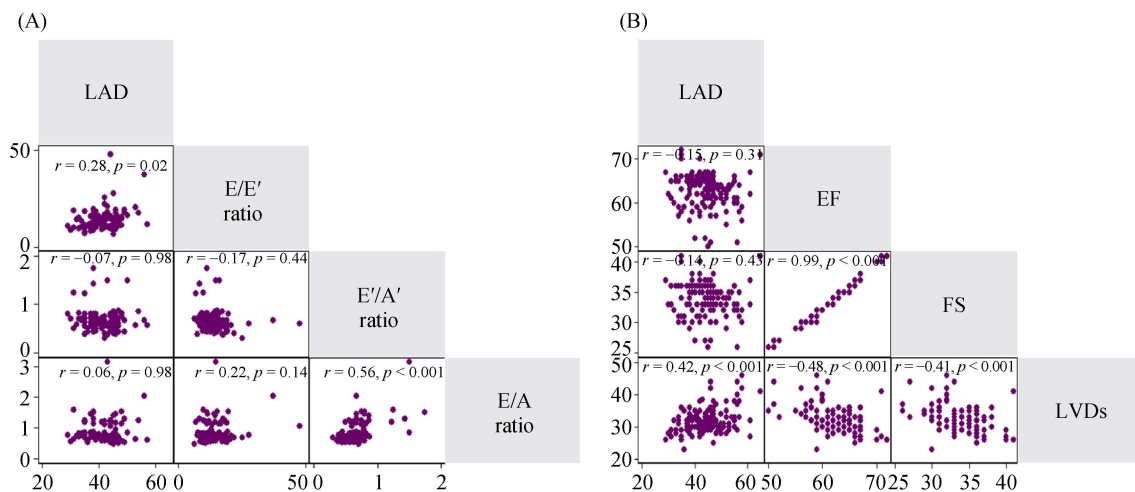 (A)
(B)
LAD
LAD
50
r = 0.28, p = 0.02
E/E′
ratio
0
70
60
50
r = −0.15, p = 0.31
EF
2
1
0
r = −0.07, p = 0.98
r = −0.17, p = 0.44
E′/A′
ratio
40
35
30
25
r = −0.14, p = 0.43
r = 0.99, p < 0.001
FS
3
2
1
0
r = 0.06, p = 0.98
r = 0.22, p = 0.14
r = 0.56, p < 0.001
E/A
ratio
50
40
30
20
r = 0.42, p < 0.001
r = −0.48, p < 0.001
r = −0.41, p < 0.001
LVDs
20 40 60 0 50 0 1 2
20 40 60 50 60 70 25 30 35 40